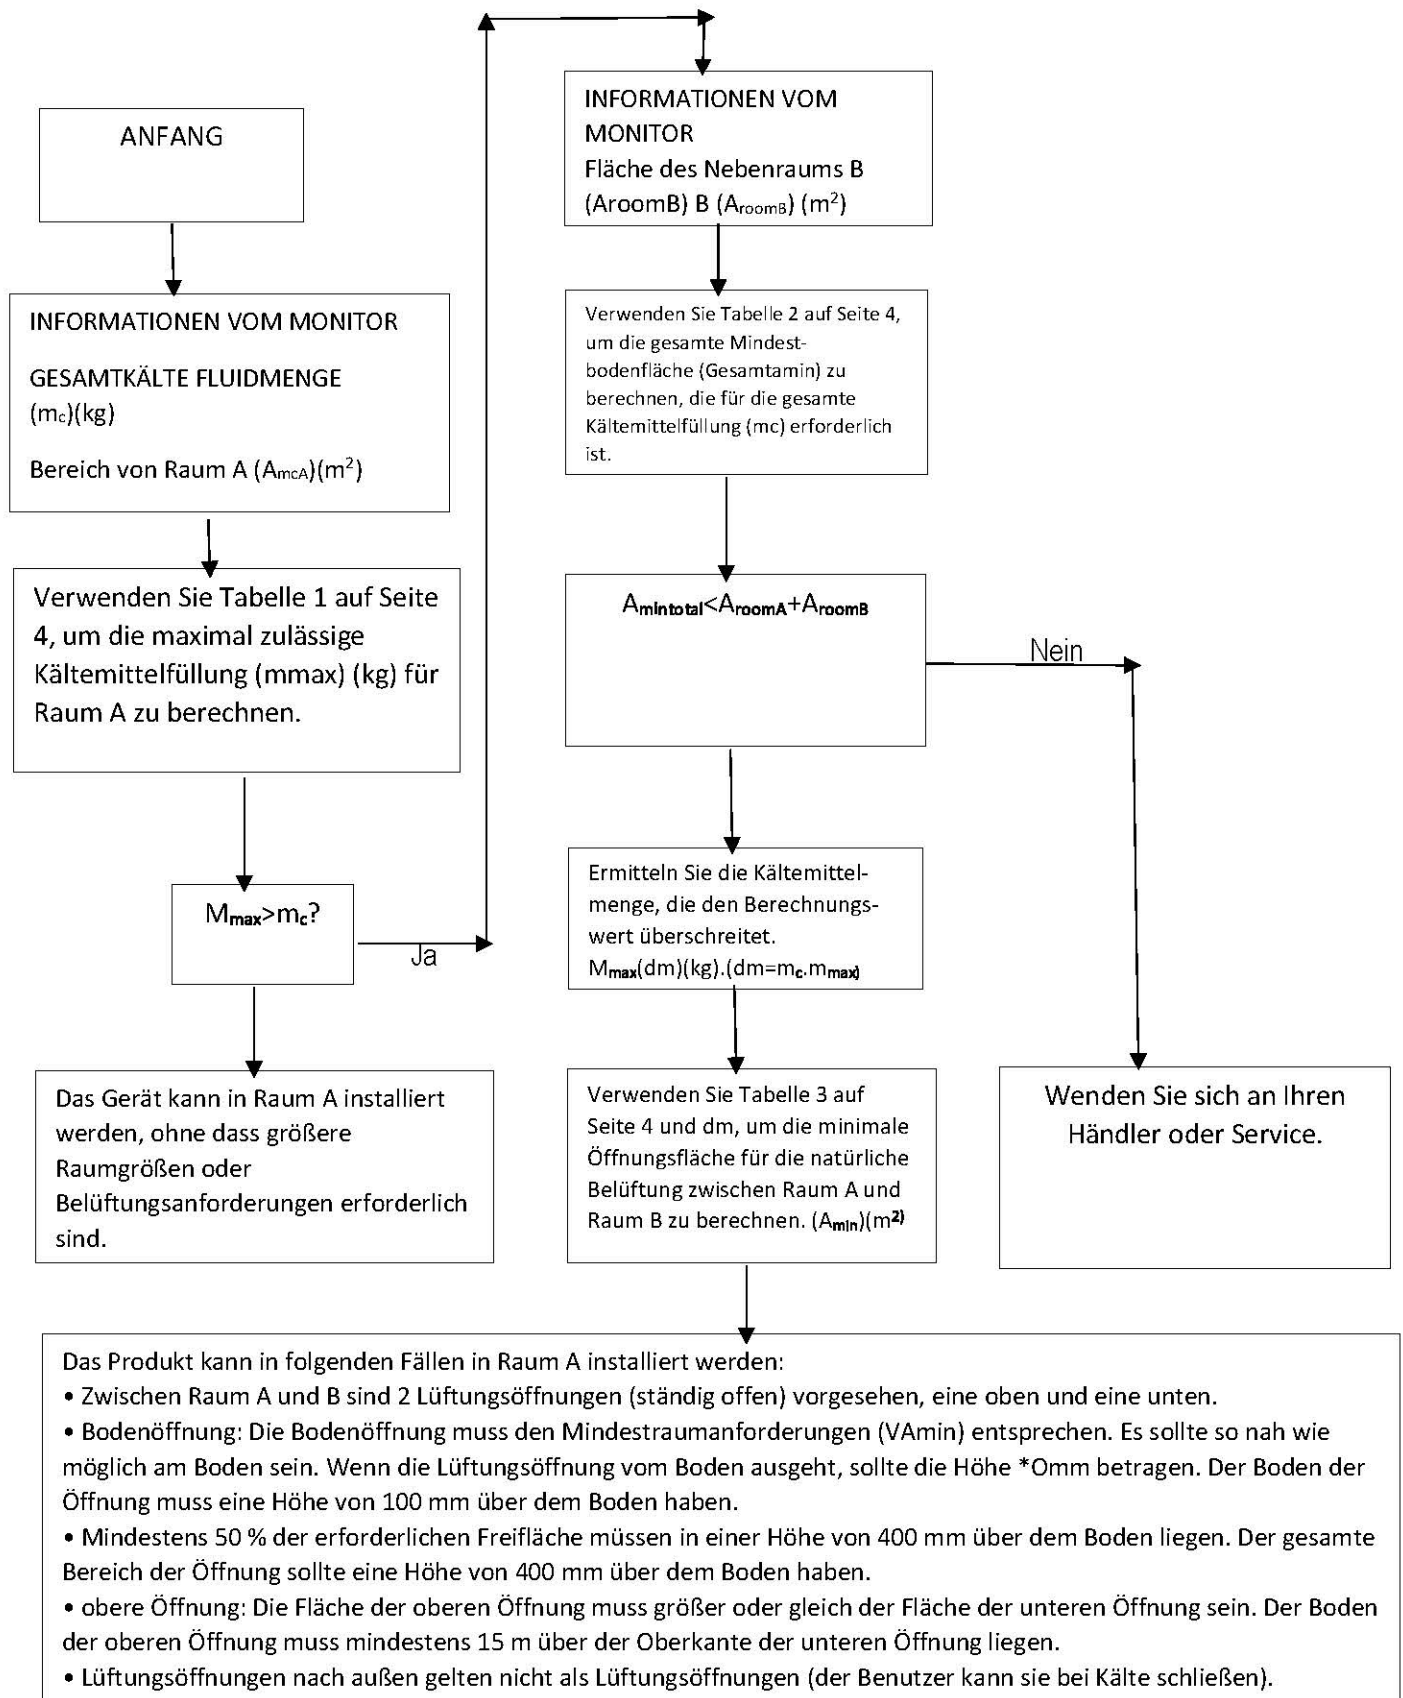 ANFANG
INFORMATIONEN VOM MONITOR
GESAMTKÄLTE FLUIDMENGE
(mc)(kg)
Bereich von Raum A (AmcA)(m²)
Verwenden Sie Tabelle 1 auf Seite
4, um die maximal zulässige
Kältemittelfüllung (mmax) (kg) für
Raum A zu berechnen.
Mmax>mc?
Ja
Das Gerät kann in Raum A installiert
werden, ohne dass größere
Raumgrößen oder
Belüftungsanforderungen erforderlich
sind.
INFORMATIONEN VOM
MONITOR
Fläche des Nebenraums B
(AroomB) B (AroomB) (m²)
Verwenden Sie Tabelle 2 auf Seite 4,
um die gesamte Mindest-
bodenfläche (Gesamtamin) zu
berechnen, die für die gesamte
Kältemittelfüllung (mc) erforderlich
ist.
Amintotal<AroomA+AroomB
Nein
Ermitteln Sie die Kältemittel-
menge, die den Berechnungs-
wert überschreitet.
Mmax(dm)(kg).(dm=mc.mmax)
Verwenden Sie Tabelle 3 auf
Seite 4 und dm, um die minimale
Öffnungsfläche für die natürliche
Belüftung zwischen Raum A und
Raum B zu berechnen. (Amin)(m²)
Wenden Sie sich an Ihren
Händler oder Service.
Das Produkt kann in folgenden Fällen in Raum A installiert werden:
• Zwischen Raum A und B sind 2 Lüftungsöffnungen (ständig offen) vorgesehen, eine oben und eine unten.
• Bodenöffnung: Die Bodenöffnung muss den Mindestraumanforderungen (VAmin) entsprechen. Es sollte so nah wie
möglich am Boden sein. Wenn die Lüftungsöffnung vom Boden ausgeht, sollte die Höhe *Omm betragen. Der Boden der
Öffnung muss eine Höhe von 100 mm über dem Boden haben.
• Mindestens 50 % der erforderlichen Freifläche müssen in einer Höhe von 400 mm über dem Boden liegen. Der gesamte
Bereich der Öffnung sollte eine Höhe von 400 mm über dem Boden haben.
• obere Öffnung: Die Fläche der oberen Öffnung muss größer oder gleich der Fläche der unteren Öffnung sein. Der Boden
der oberen Öffnung muss mindestens 15 m über der Oberkante der unteren Öffnung liegen.
• Lüftungsöffnungen nach außen gelten nicht als Lüftungsöffnungen (der Benutzer kann sie bei Kälte schließen).